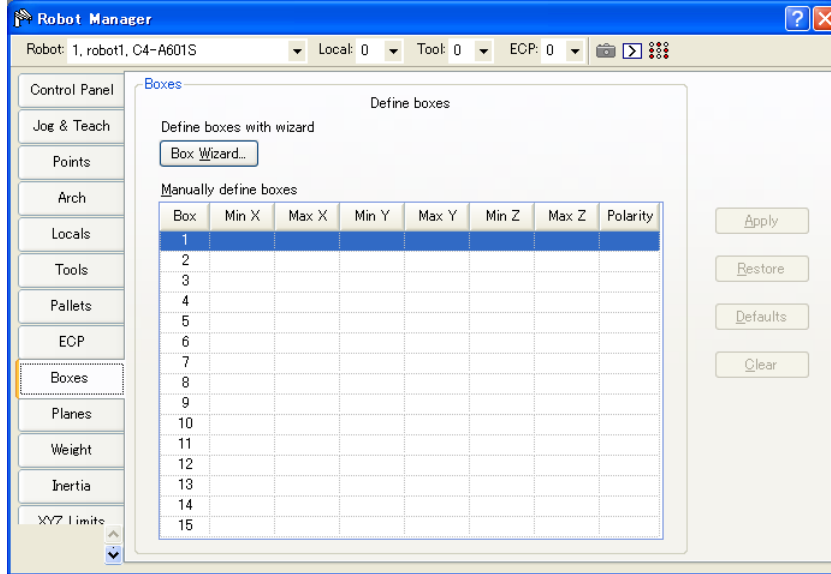 Robot Manager
Robot: 1, robot1, C4-A601S Local: 0 Tool: 0 ECP: 0
Control Panel
Jog & Teach
Points
Arch
Locals
Tools
Pallets
ECP
Boxes
Planes
Weight
Inertia
XYZ Limits
Boxes
Define boxes
Define boxes with wizard
Box Wizard...
Manually define boxes
Box Min X Max X Min Y Max Y Min Z Max Z Polarity
1
2
3
4
5
6
7
8
9
10
11
12
13
14
15
Apply
Restore
Defaults
Clear